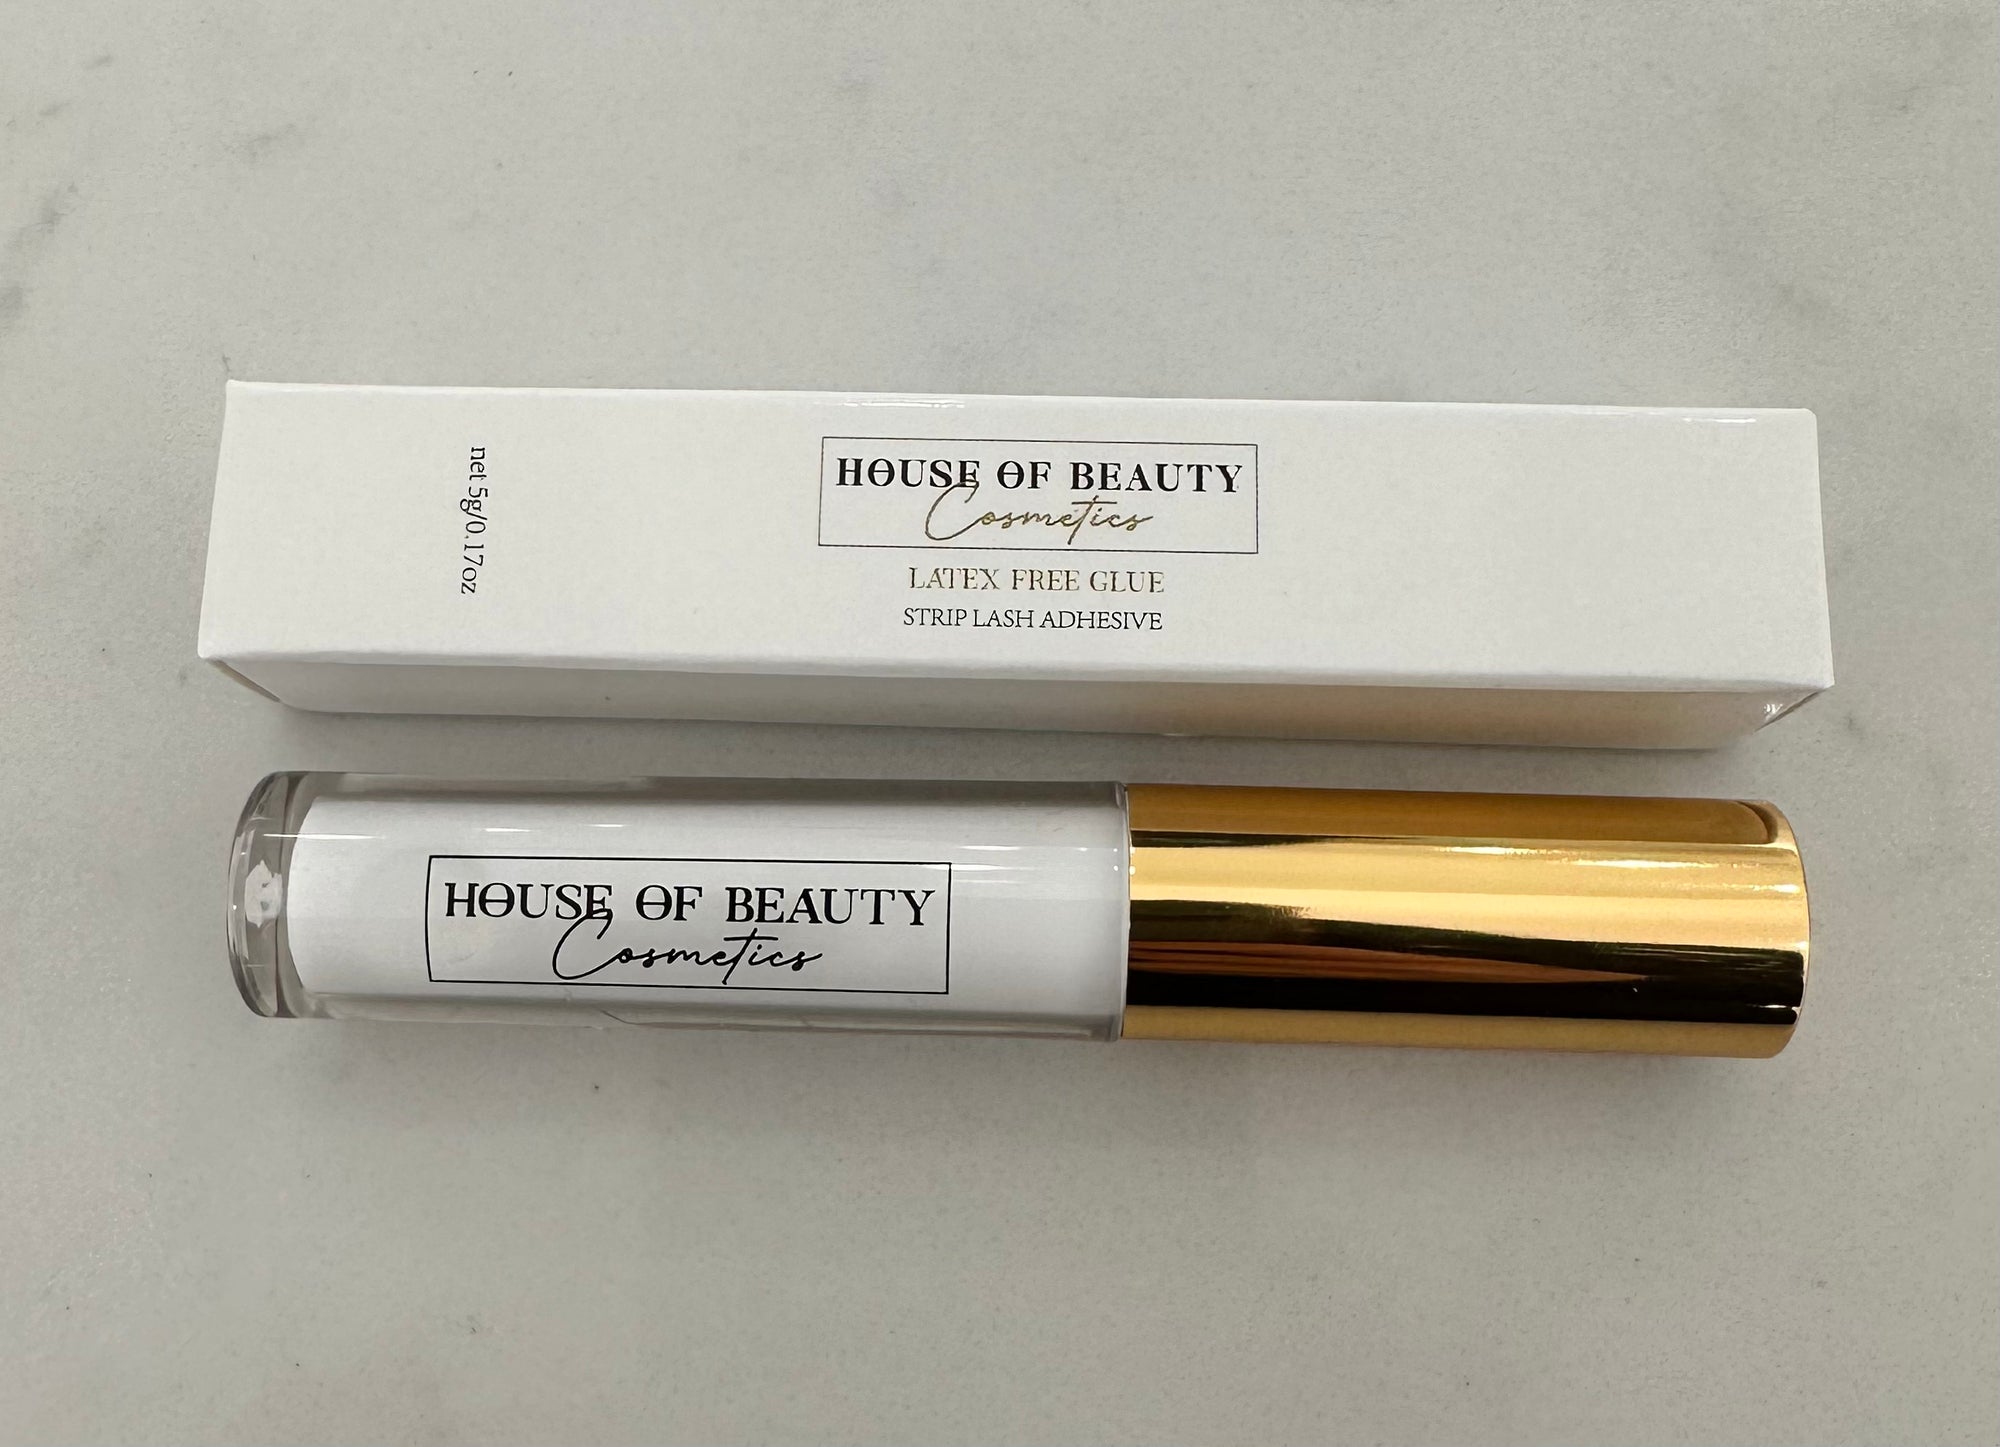 net 5g/0.17oz
HOUSE OF BEAUTY
Cosmetics
LATEX FREE GLUE
STRIP LASH ADHESIVE
HOUSE OF BEAUTY
Cosmetics